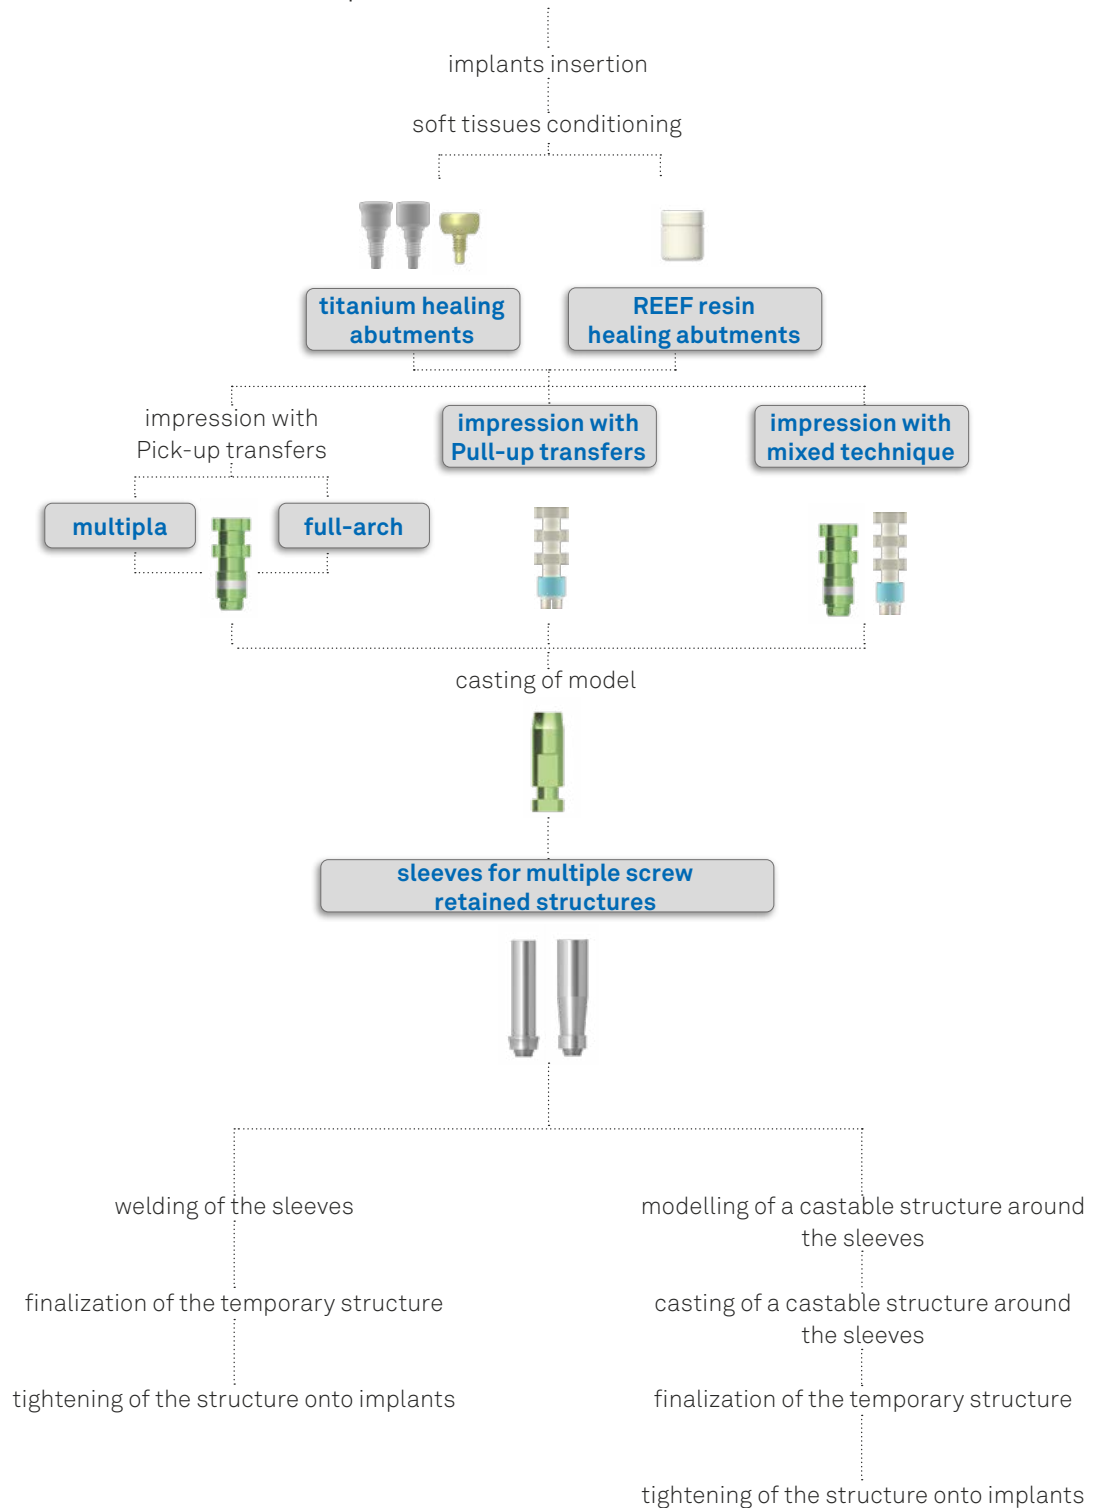 implants insertion
soft tissues conditioning
titanium healing
abutments
REEF resin
healing abutments
impression with
Pick-up transfers
impression with
Pull-up transfers
impression with
mixed technique
multipla
full-arch
casting of model
sleeves for multiple screw
retained structures
welding of the sleeves
modelling of a castable structure around
the sleeves
finalization of the temporary structure
casting of a castable structure around
the sleeves
tightening of the structure onto implants
finalization of the temporary structure
tightening of the structure onto implants